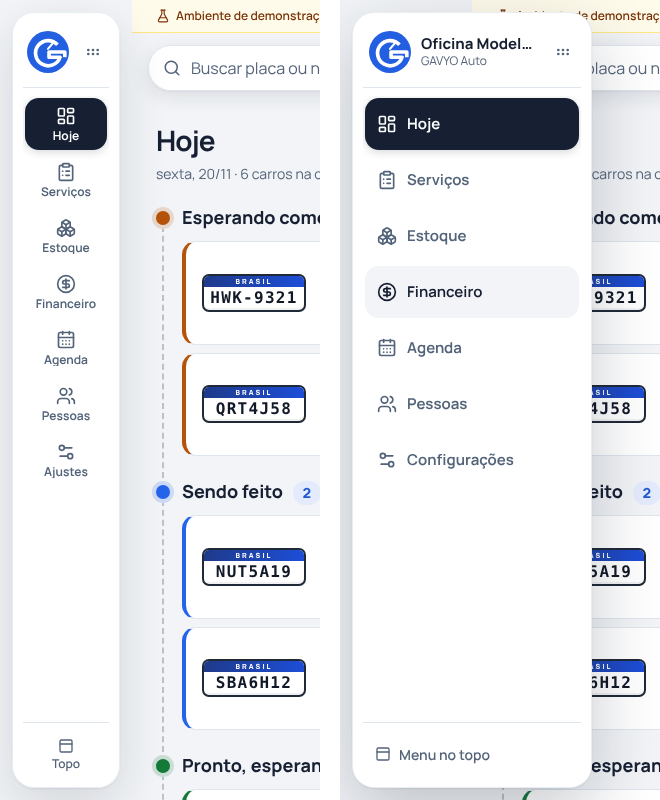 Ambiente de demonstraç
Buscar placa ou n
Hoje
Serviços
Estoque
Financeiro
Agenda
Pessoas
Ajustes
Topo
Hoje
sexta, 20/11 · 6 carros na c
Esperando come
BRASIL
HWK-9321
BRASIL
QRT4J58
Sendo feito 2
BRASIL
NUT5A19
BRASIL
SBA6H12
Pronto, esperan
Oficina Model...
GAVYO Auto
Hoje
Serviços
Estoque
Financeiro
Agenda
Pessoas
Configurações
Menu no topo
laca ou n
carros na c
do come
9321
4J58
eito 2
5A19
6H12
esperan